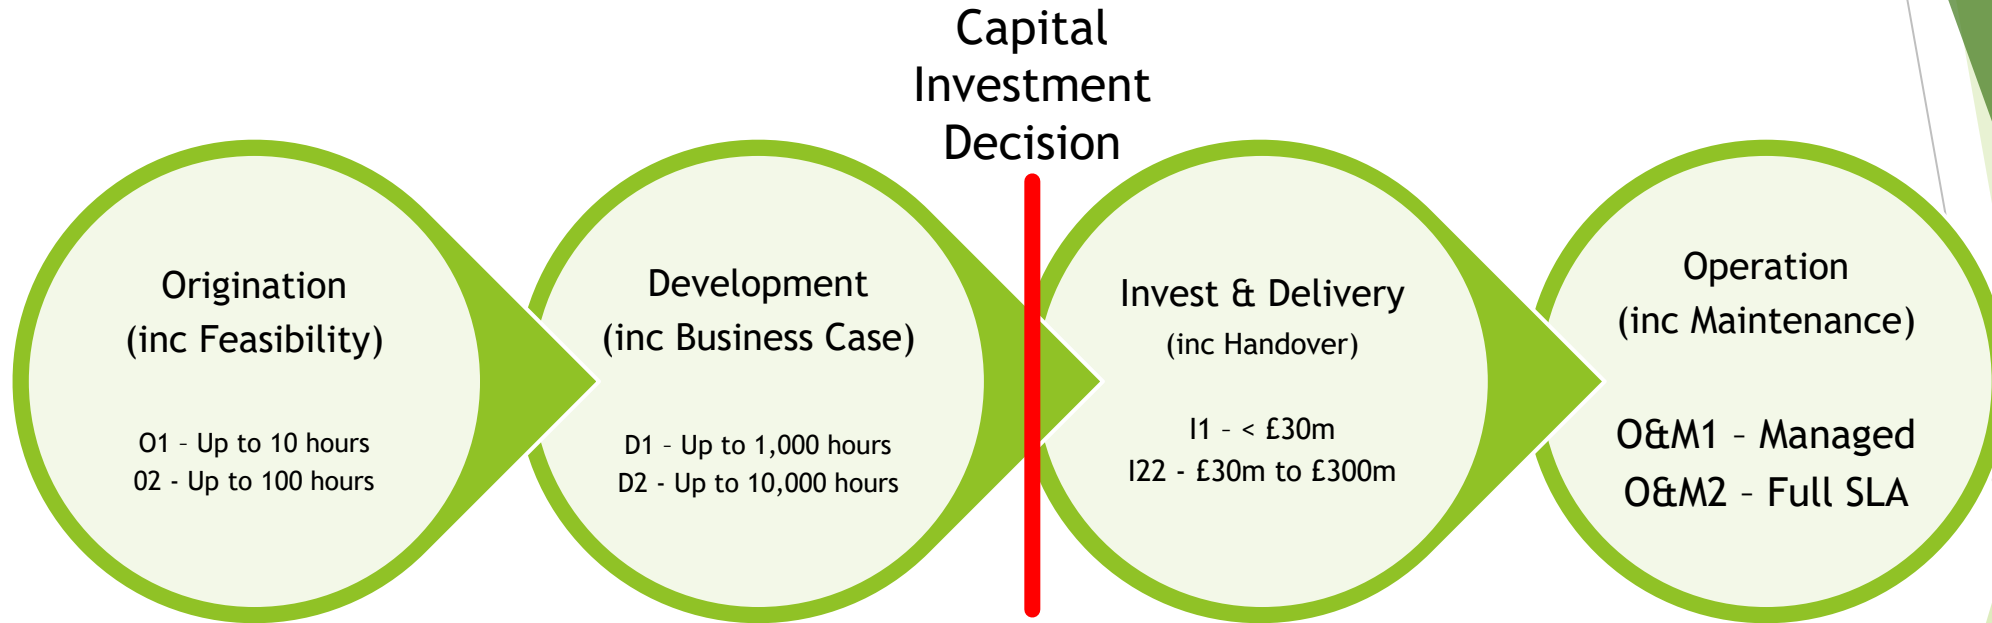 Capital
Investment
Decision
Origination
(inc Feasibility)
O1 – Up to 10 hours
02 - Up to 100 hours
Development
(inc Business Case)
D1 – Up to 1,000 hours
D2 - Up to 10,000 hours
Invest & Delivery
(inc Handover)
I1 – < £30m
I22 - £30m to £300m
Operation
(inc Maintenance)
O&M1 – Managed
O&M2 – Full SLA